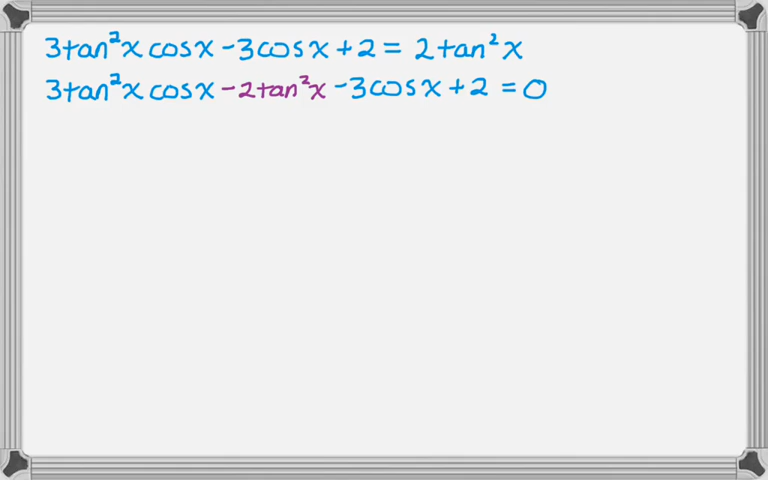 3tan²x cosx - 3cosx + 2 = 2tan²x
3tan²x cosx - 2tan²x - 3cosx + 2 = 0